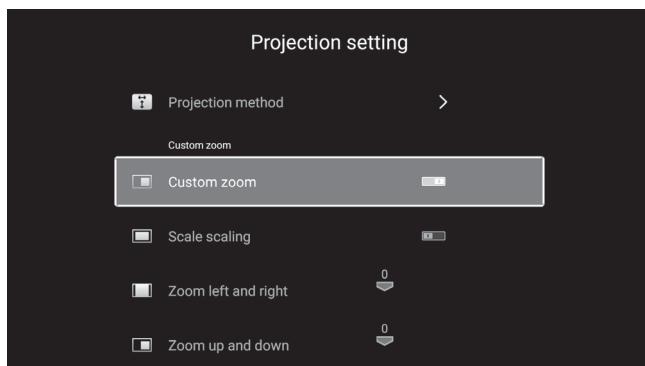 Projection setting
Projection method
Custom zoom
Custom zoom
Scale scaling
0
Zoom left and right
0
Zoom up and down